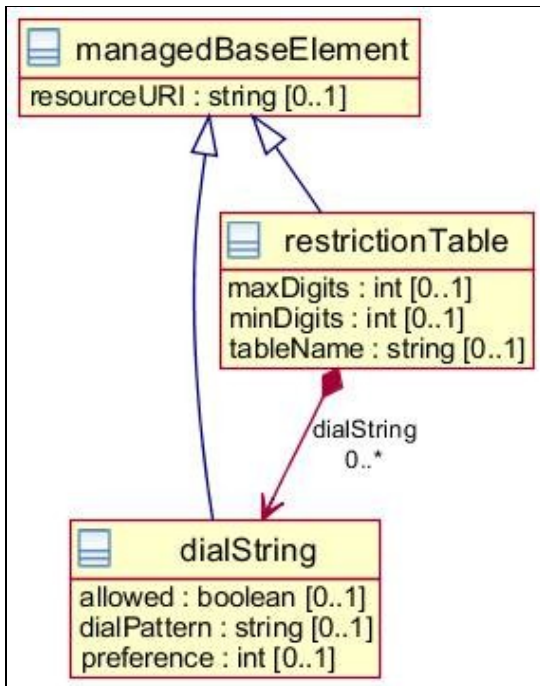 managedBaseElement
resourceURI : string [0..1]
restrictionTable
maxDigits : int [0..1]
minDigits : int [0..1]
tableName : string [0..1]
dialString
0..*
dialString
allowed : boolean [0..1]
dialPattern : string [0..1]
preference : int [0..1]